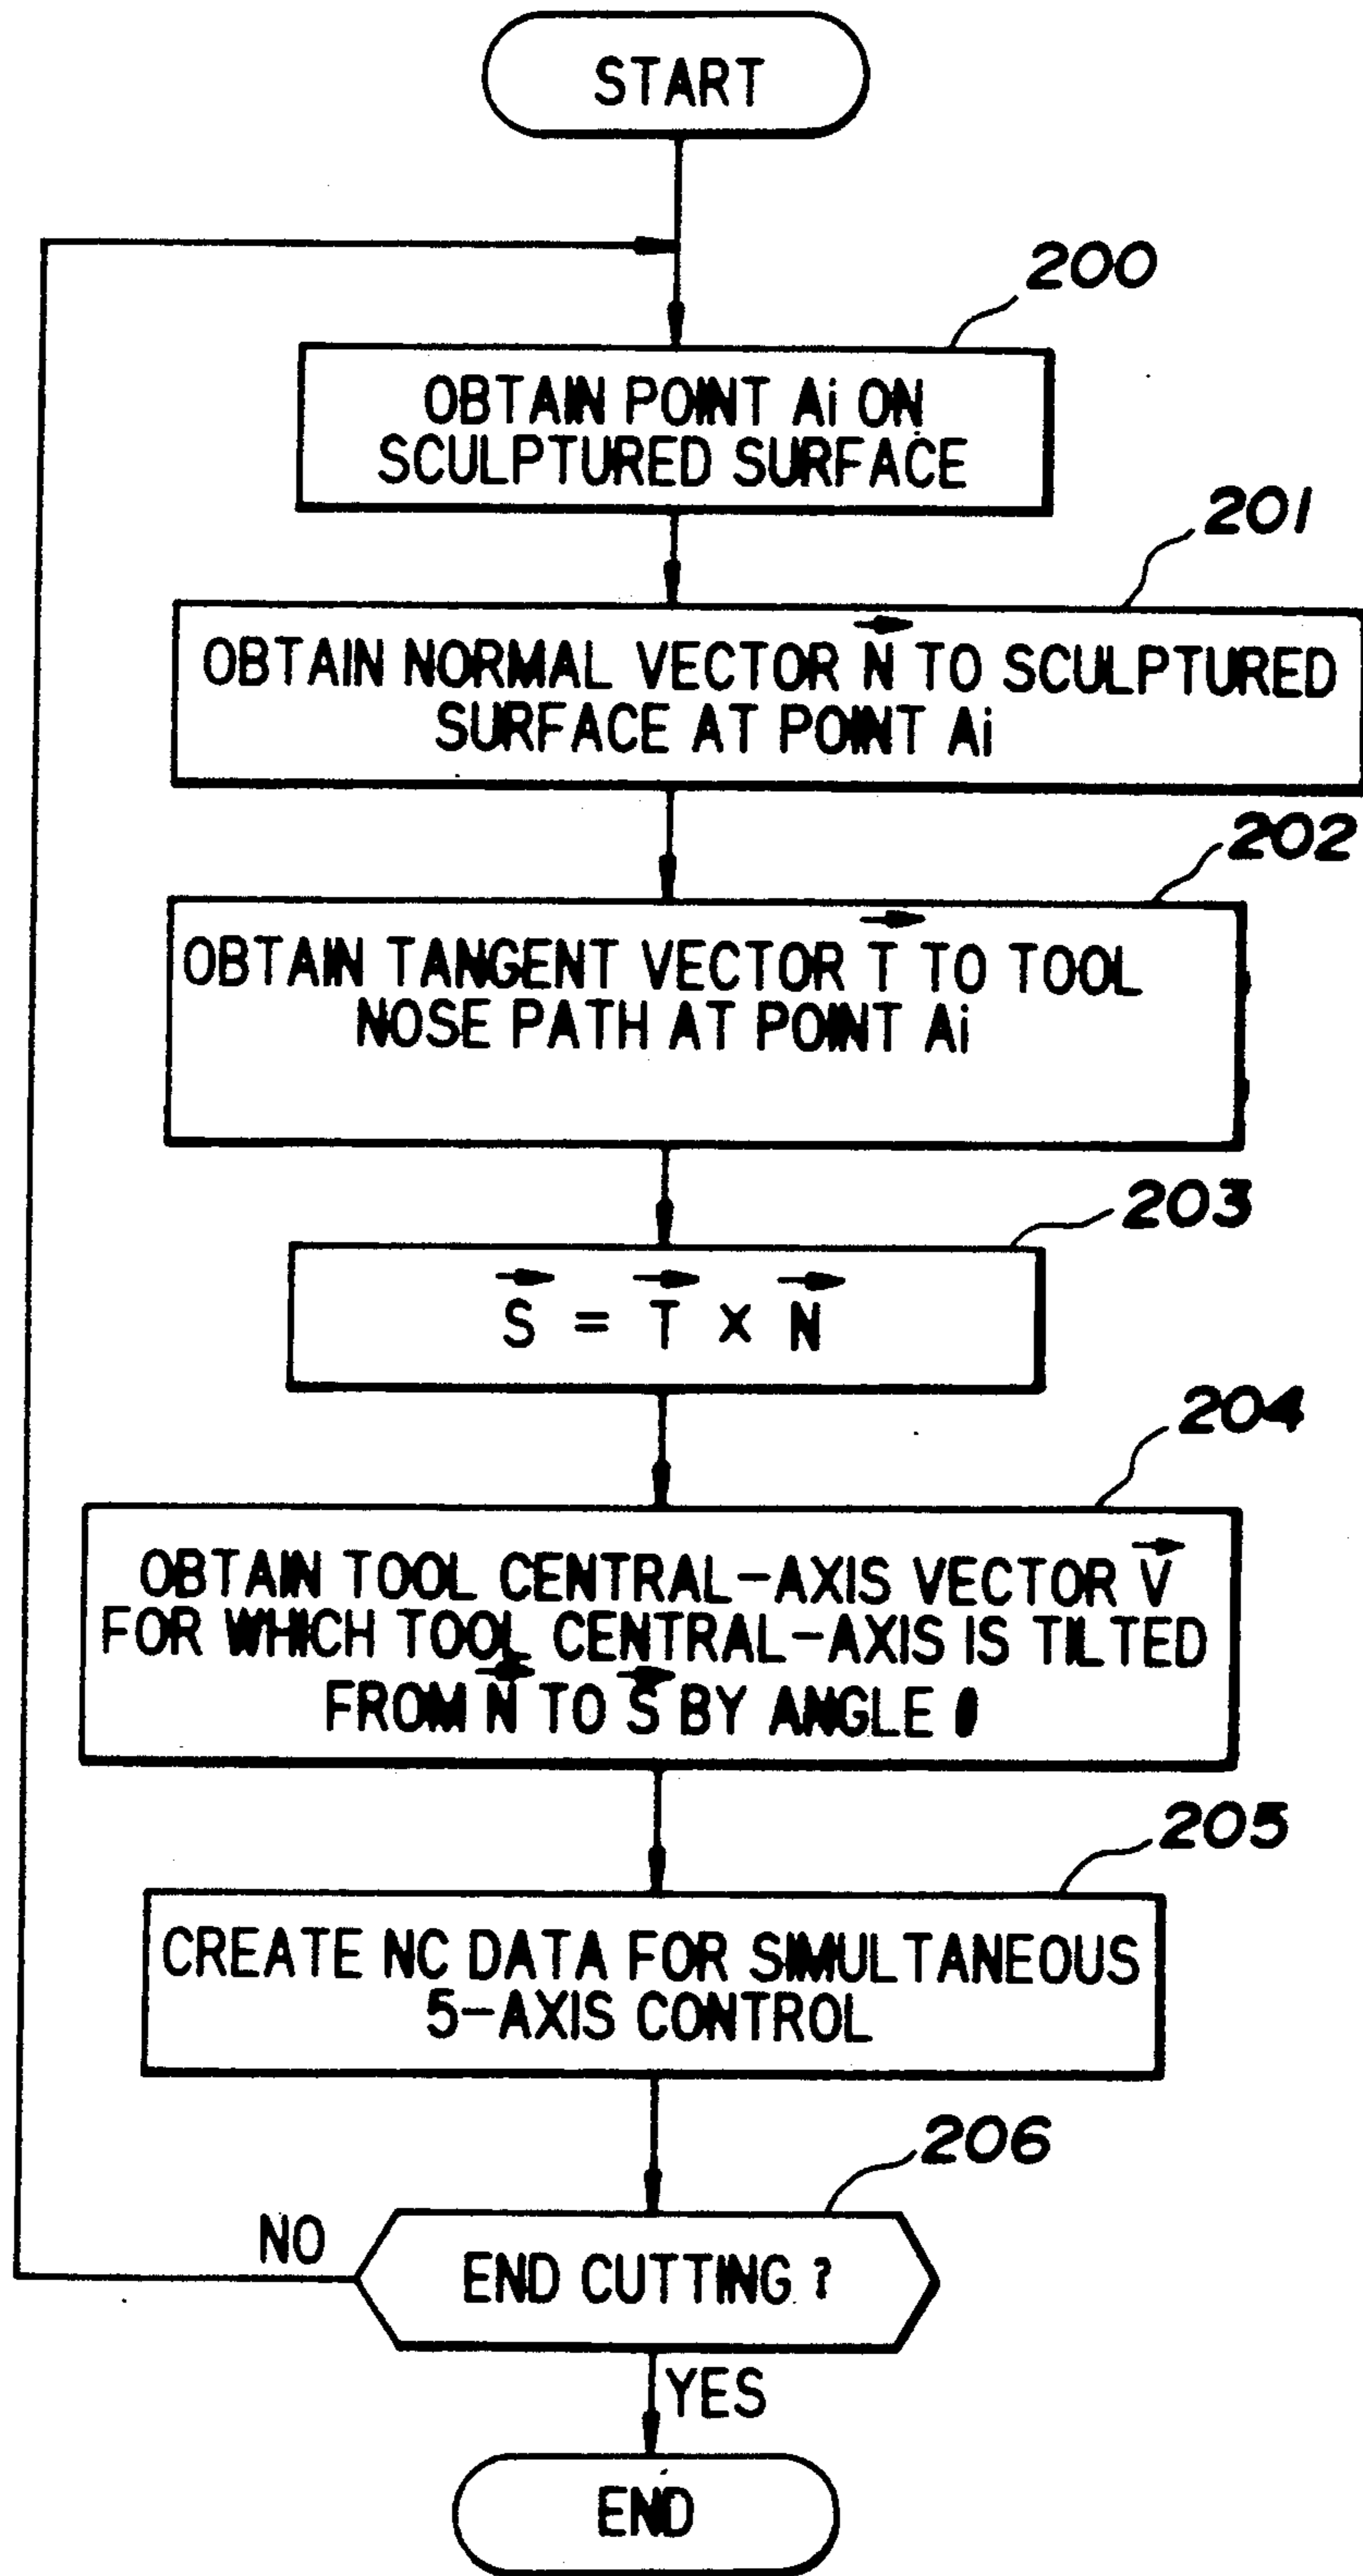 START
200
OBTAIN POINT Ai ON
SCULPTURED SURFACE
201
OBTAIN NORMAL VECTOR N⃗ TO SCULPTURED
SURFACE AT POINT Ai
202
OBTAIN TANGENT VECTOR T⃗ TO TOOL
NOSE PATH AT POINT Ai
203
S⃗ = T⃗ × N⃗
204
OBTAIN TOOL CENTRAL-AXIS VECTOR V⃗
FOR WHICH TOOL CENTRAL-AXIS IS TILTED
FROM N⃗ TO S⃗ BY ANGLE
205
CREATE NC DATA FOR SIMULTANEOUS
5-AXIS CONTROL
206
NO
END CUTTING ?
YES
END